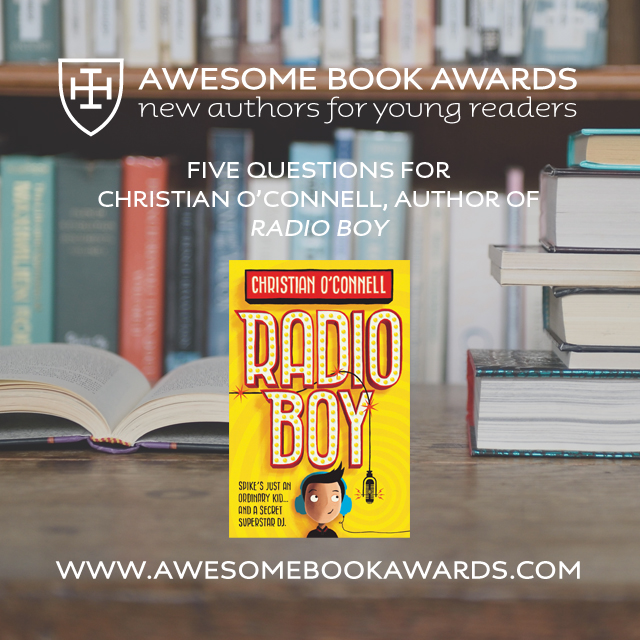 AWESOME BOOK AWARDS
new authors for young readers
FIVE QUESTIONS FOR
CHRISTIAN O'CONNELL, AUTHOR OF
RADIO BOY
CHRISTIAN O'CONNELL
RADIO
BOY
SPIKE'S JUST AN
ORDINARY KID...
AND A SECRET
SUPERSTAR DJ.
WWW.AWESOMEBOOKAWARDS.COM